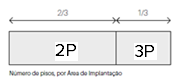 2/3 1/3
2P 3P
Número de pisos, por Área de Implantação